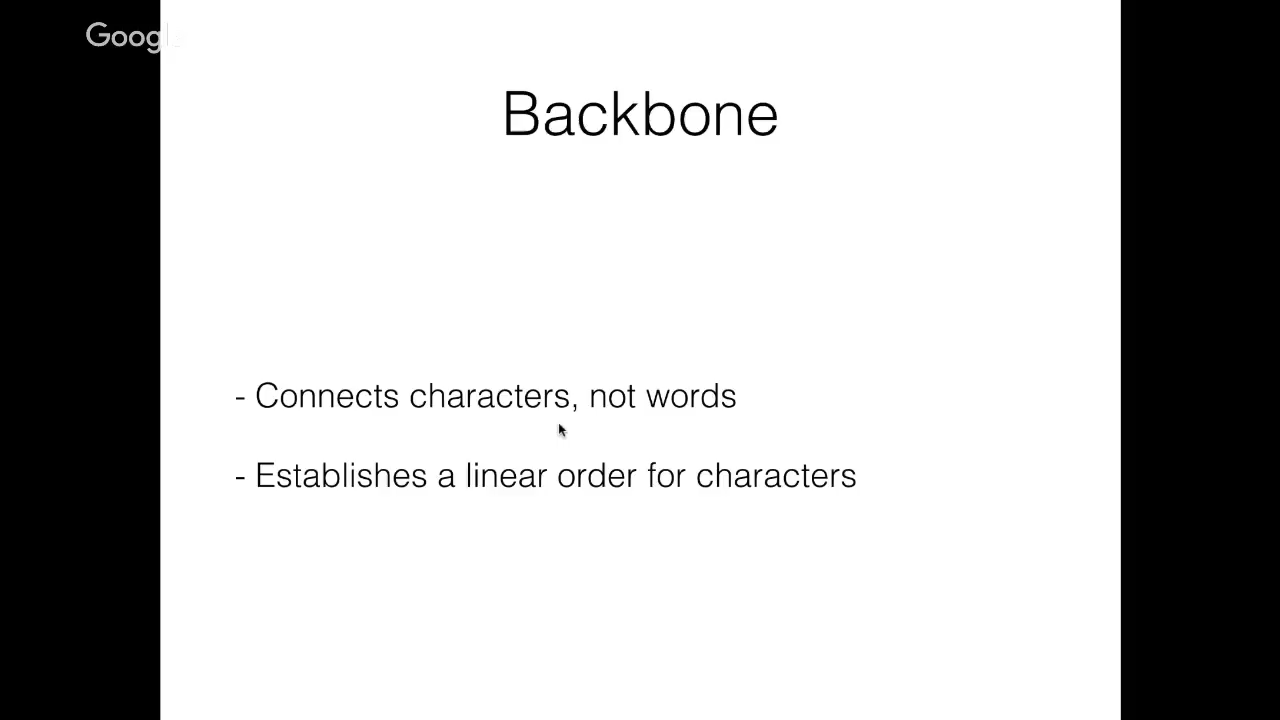 Google
Backbone
- Connects characters, not words
- Establishes a linear order for characters